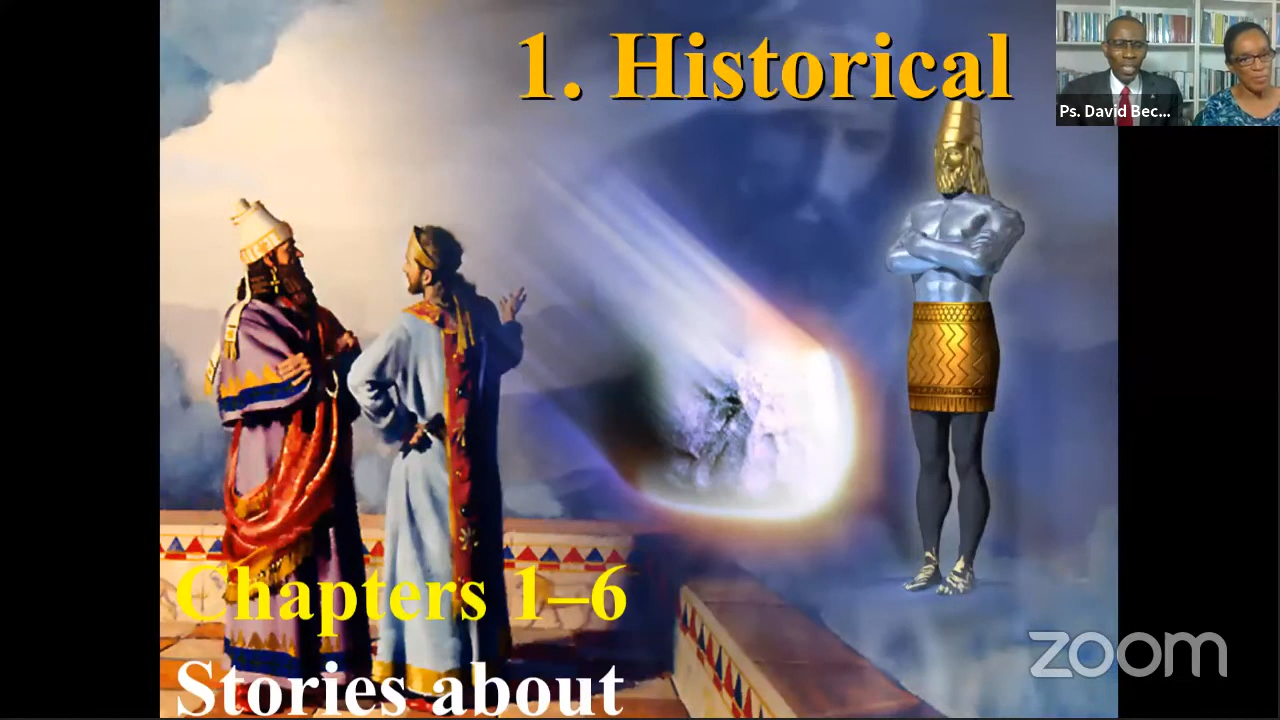 1. Historical
Ps. David Bec...
Chapters 1–6
Stories about
zoom